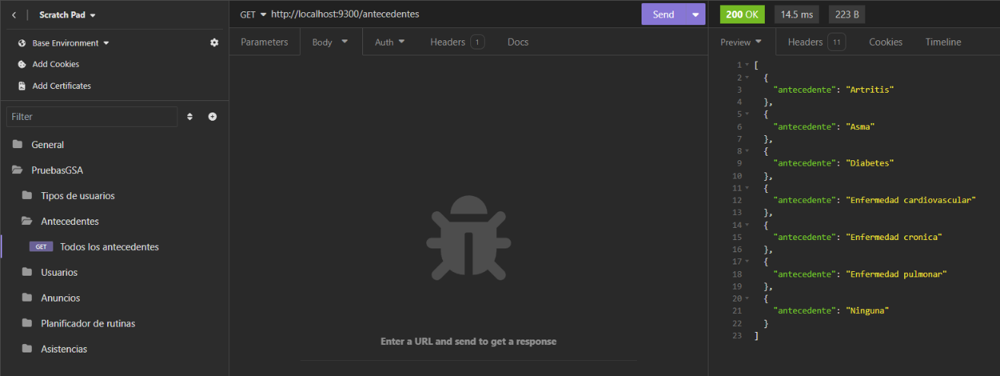 Scratch Pad
Base Environment
Add Cookies
Add Certificates
Filter
General
PruebasGSA
Tipos de usuarios
Antecedentes
GET Todos los antecedentes
Usuarios
Anuncios
Planificador de rutinas
Asistencias
GET http://localhost:9300/antecedentes Send
Parameters Body Auth Headers 1 Docs
Enter a URL and send to get a response
200 OK 14.5 ms 223 B
Preview Headers 11 Cookies Timeline
1 [
2 {
3 "antecedente": "Artritis"
4 },
5 {
6 "antecedente": "Asma"
7 },
8 {
9 "antecedente": "Diabetes"
10 },
11 {
12 "antecedente": "Enfermedad cardiovascular"
13 },
14 {
15 "antecedente": "Enfermedad cronica"
16 },
17 {
18 "antecedente": "Enfermedad pulmonar"
19 },
20 {
21 "antecedente": "Ninguna"
22 }
23 ]